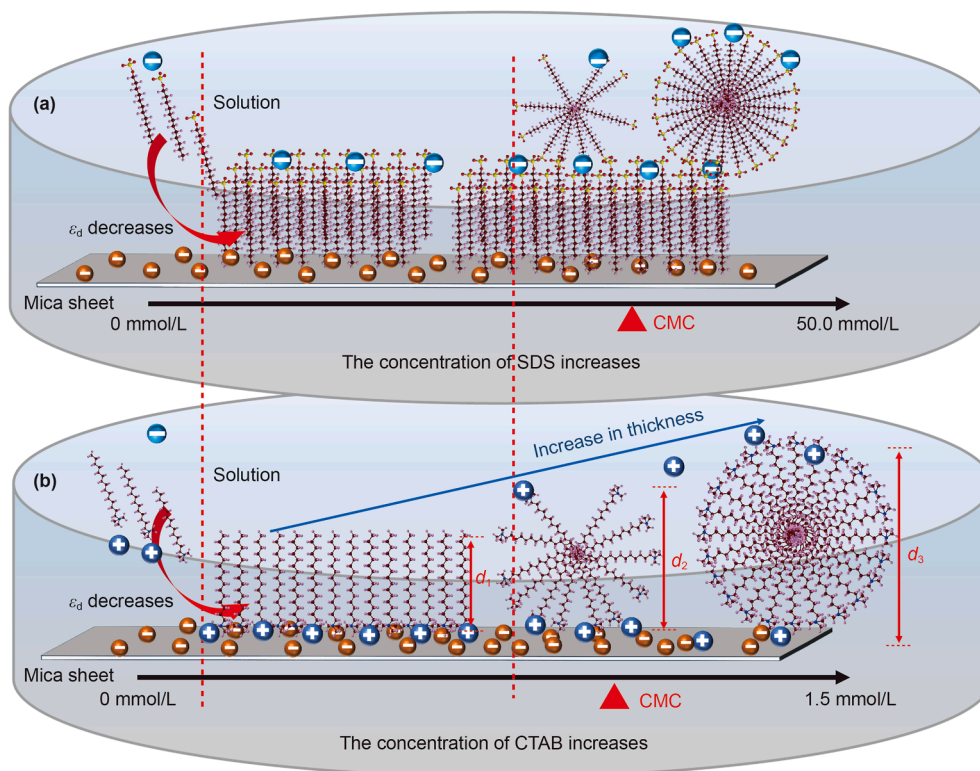 (a)
Solution
εd decreases
Mica sheet
0 mmol/L
CMC
50.0 mmol/L
The concentration of SDS increases
Increase in thickness
(b)
Solution
d1
d2
d3
εd decreases
Mica sheet
0 mmol/L
CMC
1.5 mmol/L
The concentration of CTAB increases